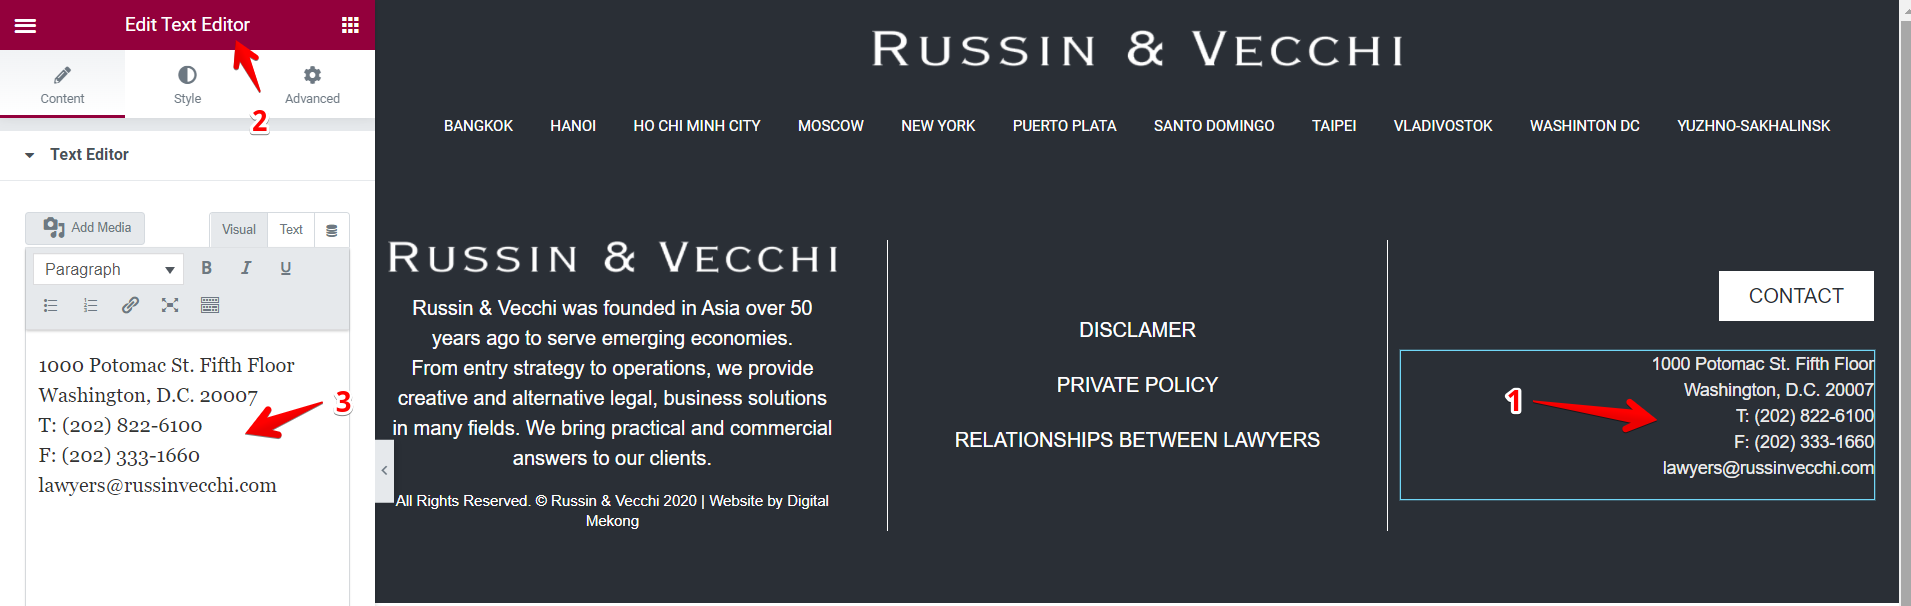 Edit Text Editor
Content
Style
Advanced
2
Text Editor
Add Media
Visual
Text
Paragraph
B
I
U
1000 Potomac St. Fifth Floor
Washington, D.C. 20007
T: (202) 822-6100
F: (202) 333-1660
lawyers@russinvecchi.com
3
RUSSIN & VECCHI
BANGKOK HANOI HO CHI MINH CITY MOSCOW NEW YORK PUERTO PLATA SANTO DOMINGO TAIPEI VLADIVOSTOK WASHINTON DC YUZHNO-SAKHALINSK
RUSSIN & VECCHI
Russin & Vecchi was founded in Asia over 50
years ago to serve emerging economies.
From entry strategy to operations, we provide
creative and alternative legal, business solutions
in many fields. We bring practical and commercial
answers to our clients.
All Rights Reserved. © Russin & Vecchi 2020 | Website by Digital
Mekong
DISCLAMER
PRIVATE POLICY
RELATIONSHIPS BETWEEN LAWYERS
CONTACT
1000 Potomac St. Fifth Floor
Washington, D.C. 20007
T: (202) 822-6100
F: (202) 333-1660
lawyers@russinvecchi.com
1